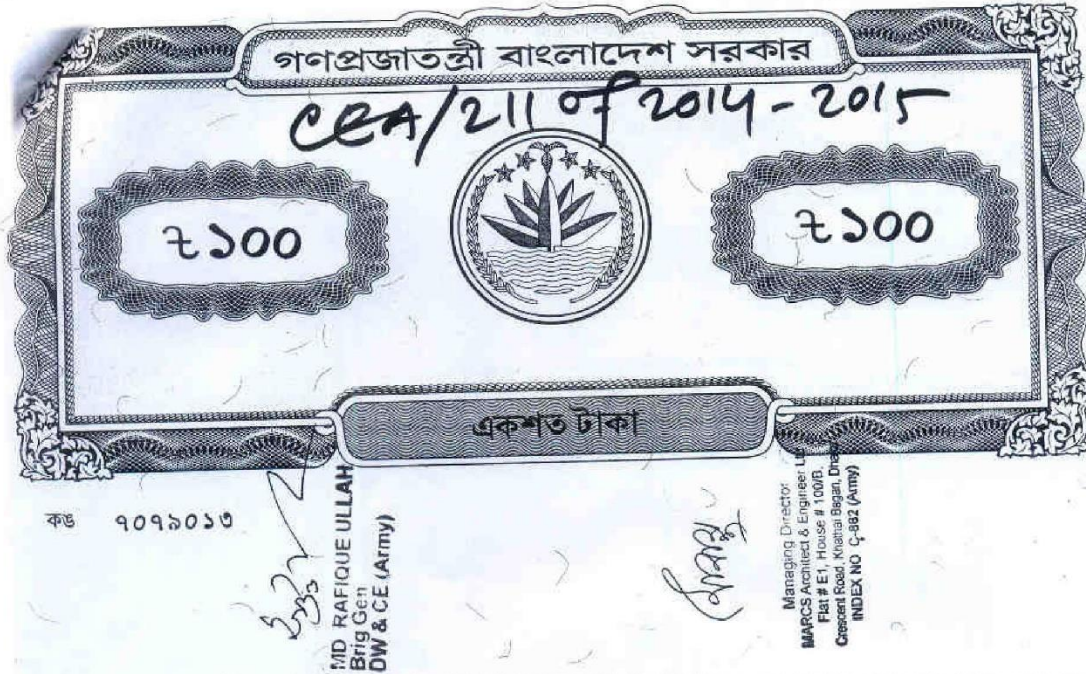 গণপ্রজাতন্ত্রী বাংলাদেশ সরকার
CEA/211 of 2014-2015
৳১০০
৳১০০
একশত টাকা
কঙ ৭০৭৯০১৩
MD RAFIQUE ULLAH
Brig Gen
DW & CE (Army)
Managing Director
MARCS Architect & Engineer Ltd
Flat # E1, House # 100/B,
Crescent Road, Khathal Bagan,
INDEX NO C-882 (Army)